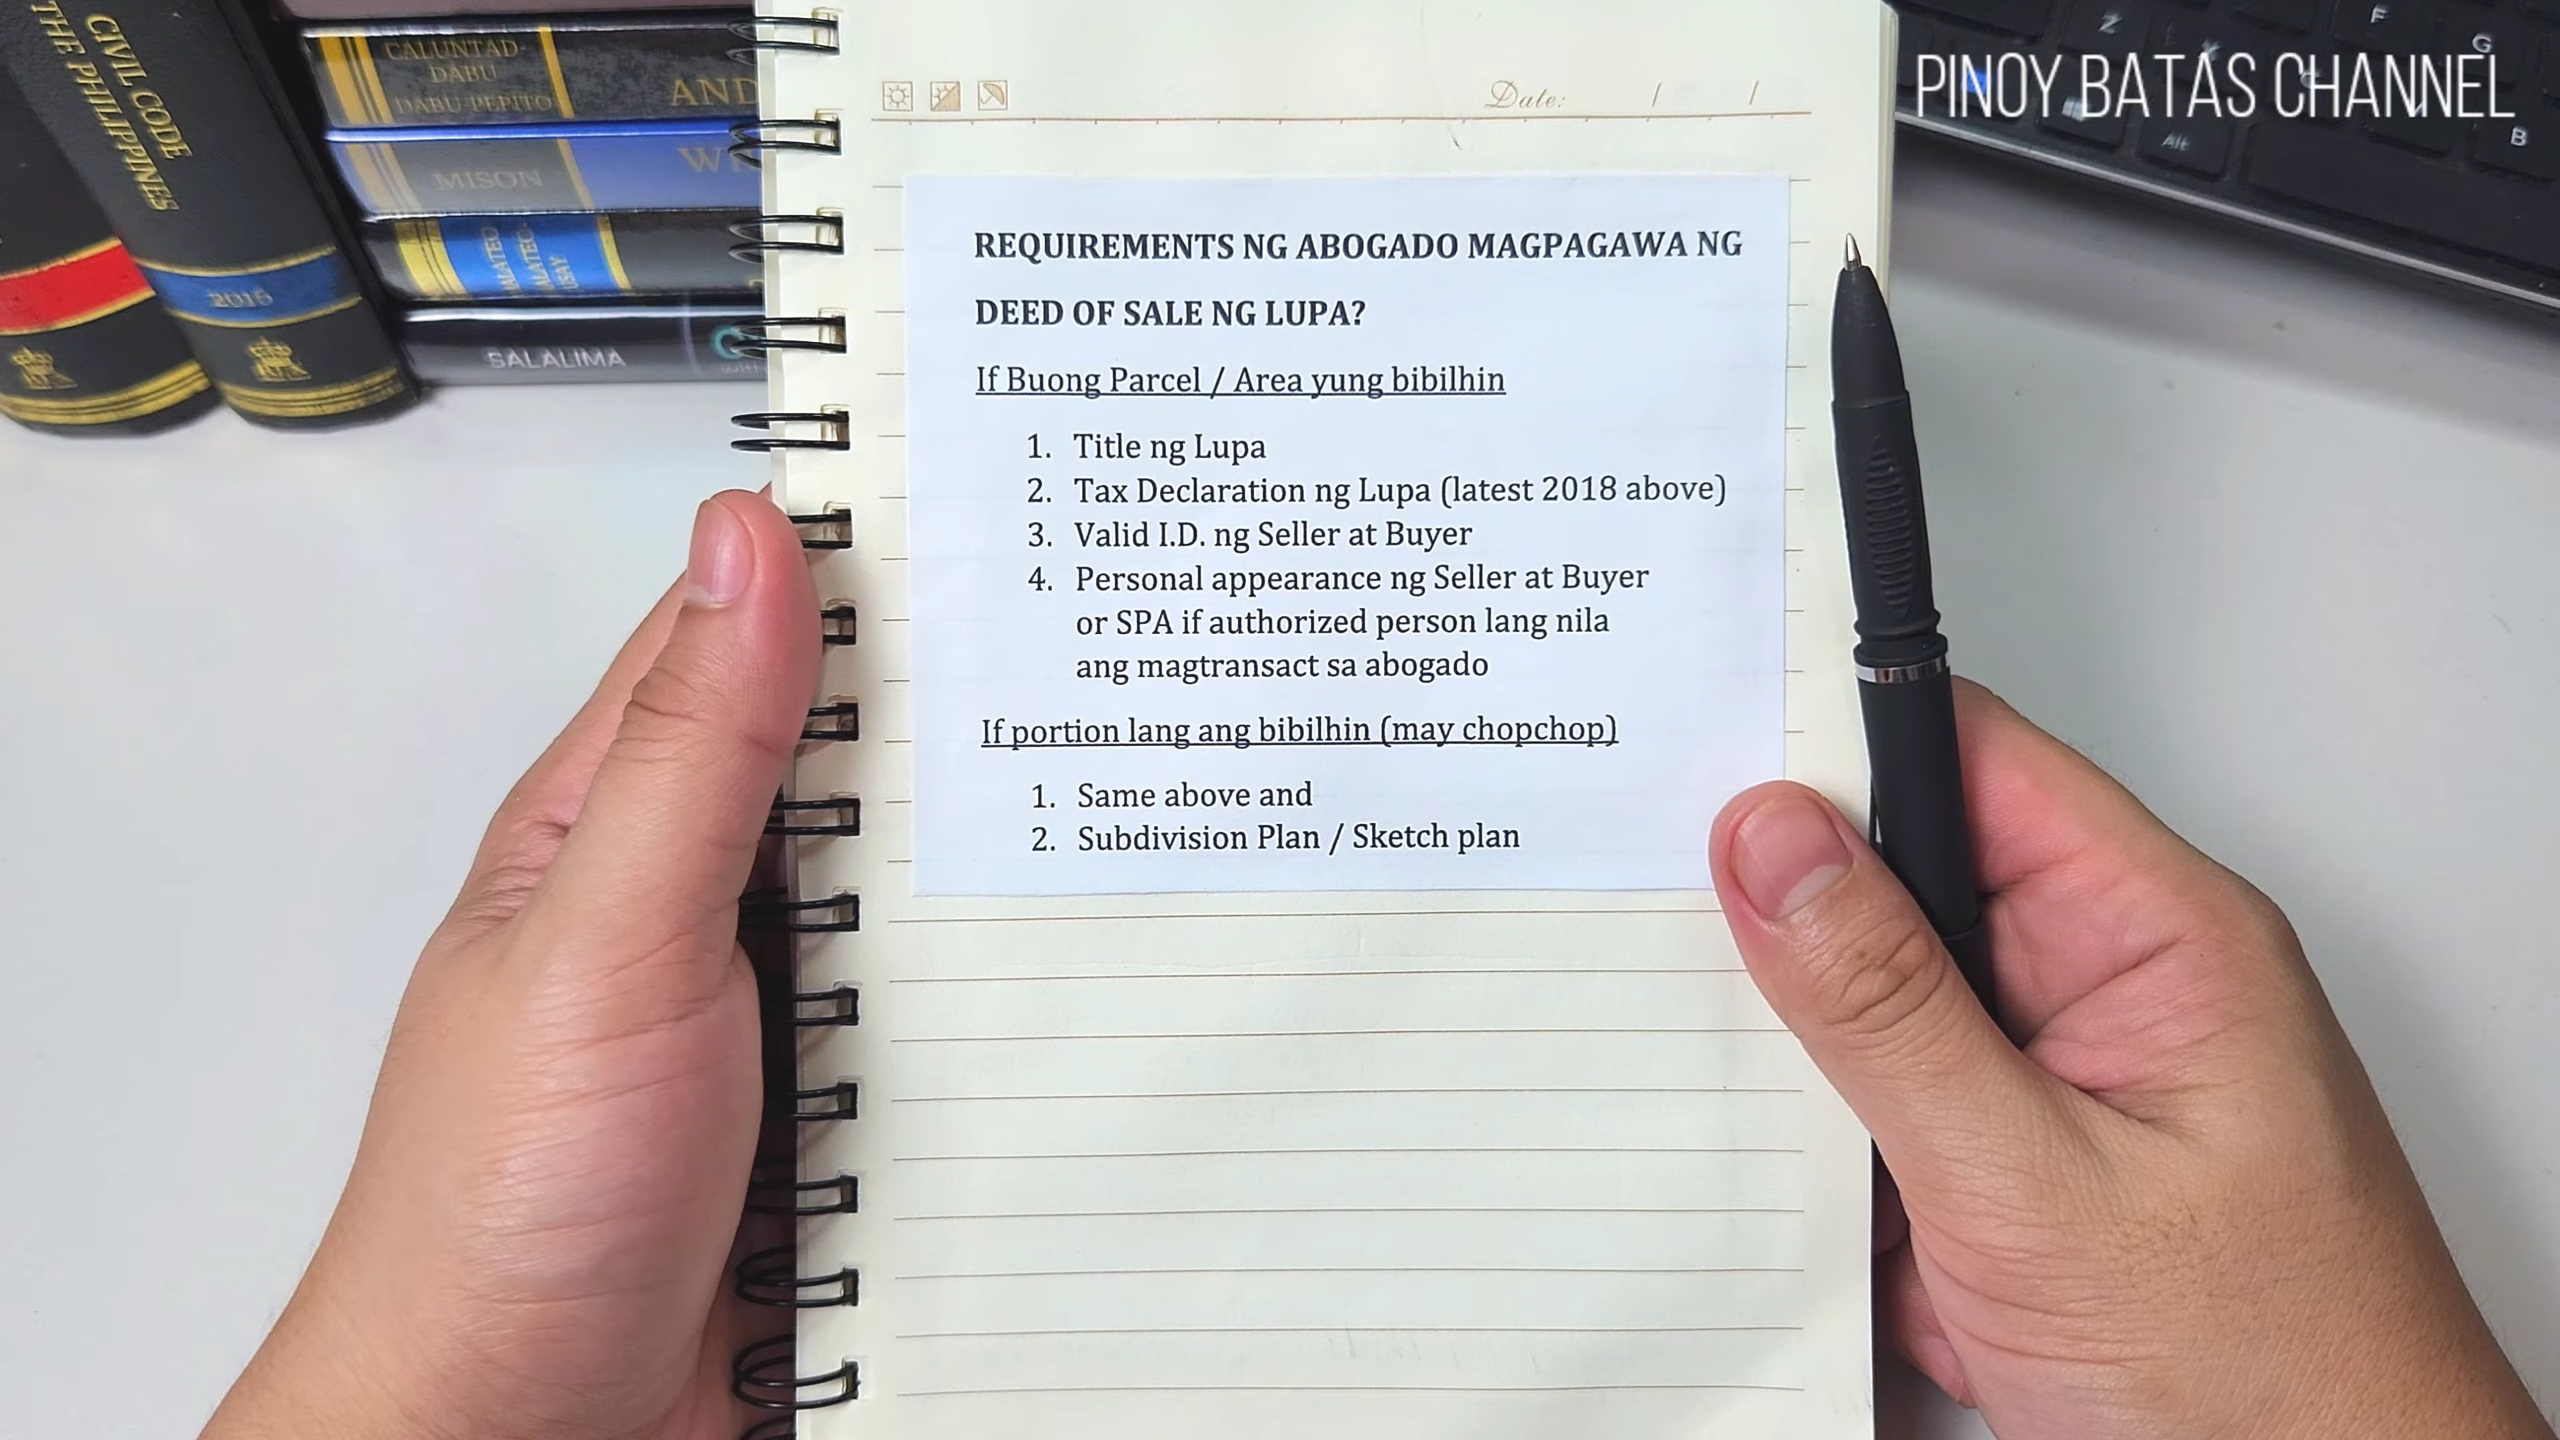 CIVIL CODE
THE PHILIPPINES
2016
CALUNTAD-
DABU
DABU-PEPITO
AND
MISON
SALALIMA
PINOY BATAS CHANNEL
Z
F
G
B
Alt
Date: / /
REQUIREMENTS NG ABOGADO MAGPAGAWA NG
DEED OF SALE NG LUPA?
If Buong Parcel / Area yung bibilhin
1. Title ng Lupa
2. Tax Declaration ng Lupa (latest 2018 above)
3. Valid I.D. ng Seller at Buyer
4. Personal appearance ng Seller at Buyer
or SPA if authorized person lang nila
ang magtransact sa abogado
If portion lang ang bibilhin (may chopchop)
1. Same above and
2. Subdivision Plan / Sketch plan